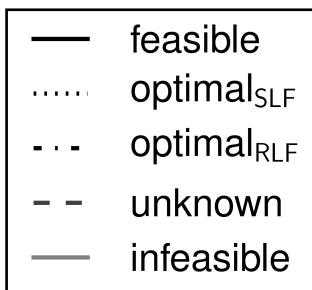 feasible
optimalSLF
optimalRLF
unknown
infeasible